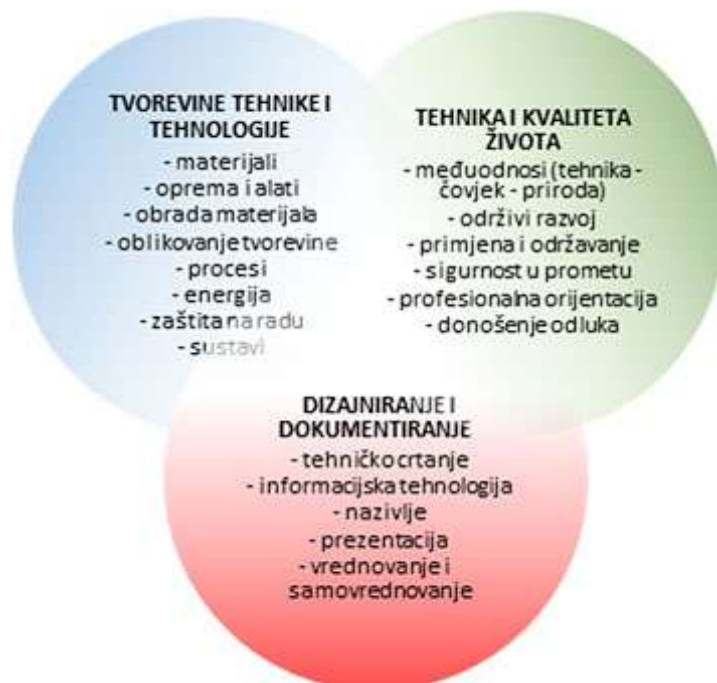 TVOREVINE TEHNIKE I
TEHNOLOGIJE
- materijali
- oprema i alati
- obrada materijala
- oblikovanje tvorevine
- procesi
- energija
- zaštita na radu
- sustavi
TEHNIKA I KVALITETA
ŽIVOTA
- međuodnosi (tehnika -
čovjek - priroda)
- održivi razvoj
- primjena i održavanje
- sigurnost u prometu
- profesionalna orijentacija
- donošenje odluka
DIZAJNIRANJE I
DOKUMENTIRANJE
- tehničko crtanje
- informacijska tehnologija
- nazivlje
- prezentacija
- vrednovanje i
samovrednovanje